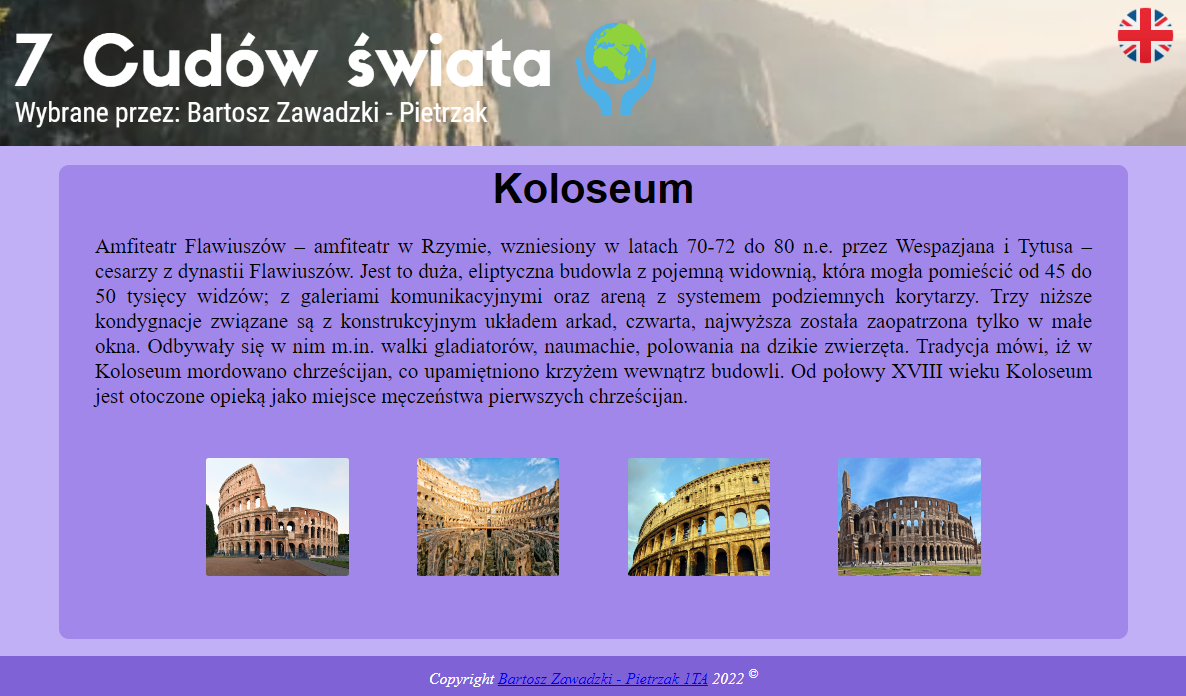 7 Cudów świata
Wybrane przez: Bartosz Zawadzki - Pietrzak
Koloseum
Amfiteatr Flawiuszów – amfiteatr w Rzymie, wzniesiony w latach 70-72 do 80 n.e. przez Wespazjana i Tytusa –
cesarzy z dynastii Flawiuszów. Jest to duża, eliptyczna budowla z pojemną widownią, która mogła pomieścić od 45 do
50 tysięcy widzów; z galeriami komunikacyjnymi oraz areną z systemem podziemnych korytarzy. Trzy niższe
kondygnacje związane są z konstrukcyjnym układem arkad, czwarta, najwyższa została zaopatrzona tylko w małe
okna. Odbywały się w nim m.in. walki gladiatorów, naumachie, polowania na dzikie zwierzęta. Tradycja mówi, iż w
Koloseum mordowano chrześcijan, co upamiętniono krzyżem wewnątrz budowli. Od połowy XVIII wieku Koloseum
jest otoczone opieką jako miejsce męczeństwa pierwszych chrześcijan.
Copyright Bartosz Zawadzki - Pietrzak 1TA 2022 ©